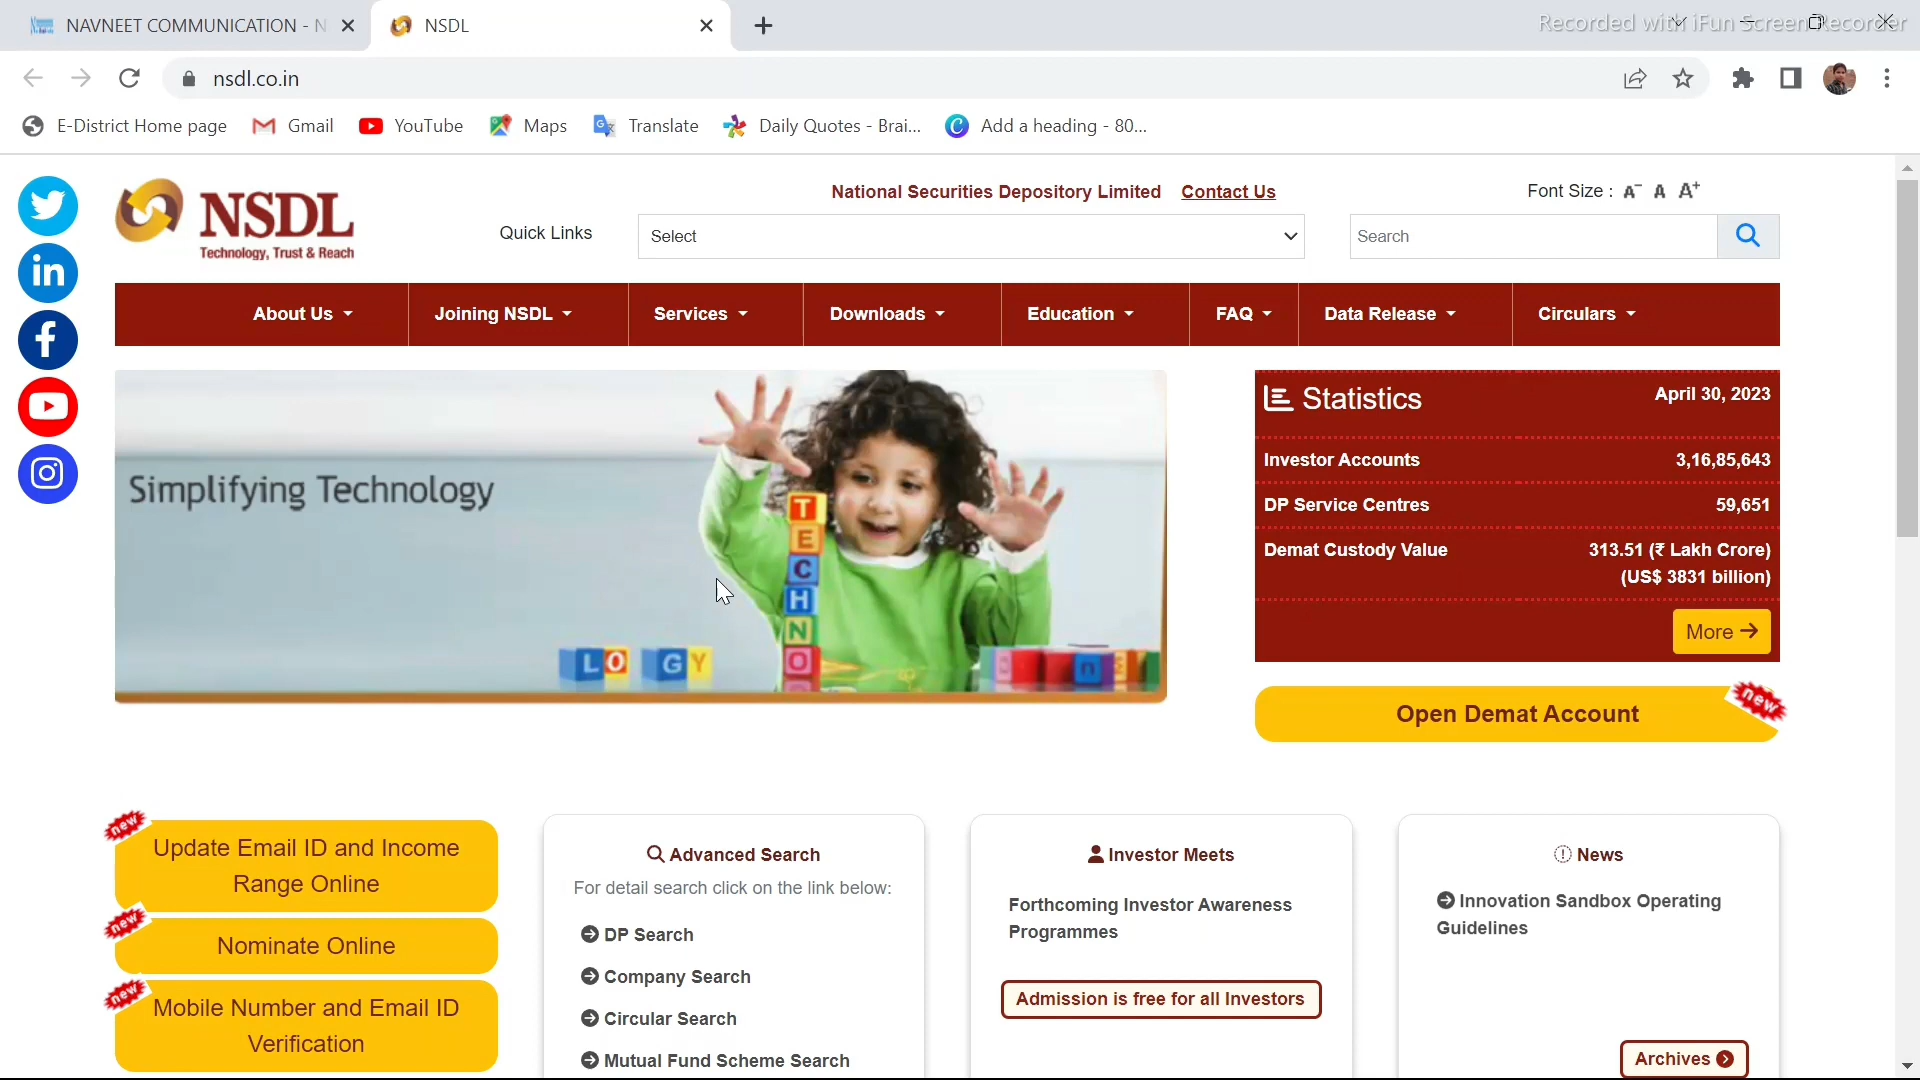 NAVNEET COMMUNICATION - N
NSDL
Recorded with iFun Screen Recorder
nsdl.co.in
E-District Home page
Gmail
YouTube
Maps
Translate
Daily Quotes - Brai...
Add a heading - 80...
NSDL
Technology, Trust & Reach
National Securities Depository Limited Contact Us
Font Size : A⁻ A A⁺
Quick Links
Select
Search
About Us
Joining NSDL
Services
Downloads
Education
FAQ
Data Release
Circulars
Simplifying Technology
T
E
C
H
N
O
LO GY
Statistics April 30, 2023
Investor Accounts 3,16,85,643
DP Service Centres 59,651
Demat Custody Value 313.51 (₹ Lakh Crore)
(US$ 3831 billion)
More
Open Demat Account
new
new
Update Email ID and Income
Range Online
new
Nominate Online
new
Mobile Number and Email ID
Verification
Advanced Search
For detail search click on the link below:
DP Search
Company Search
Circular Search
Mutual Fund Scheme Search
Investor Meets
Forthcoming Investor Awareness
Programmes
Admission is free for all Investors
News
Innovation Sandbox Operating
Guidelines
Archives